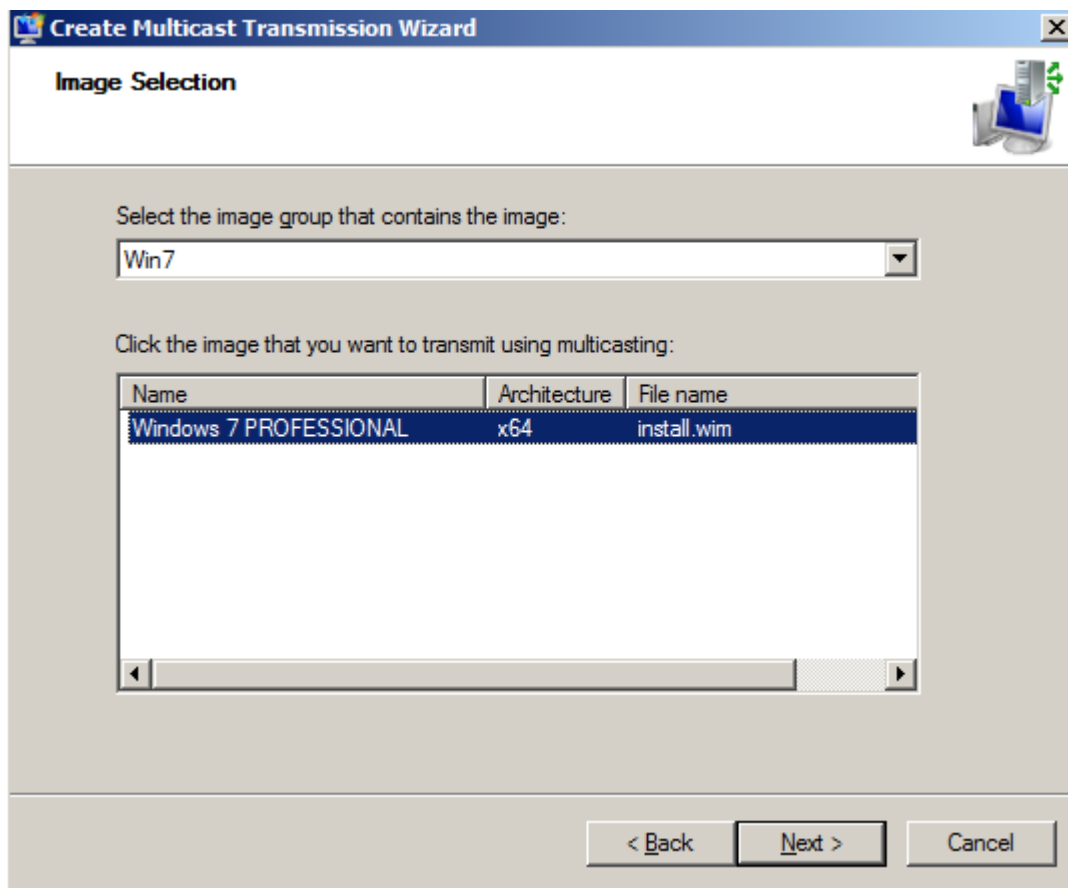 Create Multicast Transmission Wizard
Image Selection
Select the image group that contains the image:
Win7
Click the image that you want to transmit using multicasting:
Name Architecture File name
Windows 7 PROFESSIONAL x64 install.wim
< Back Next > Cancel